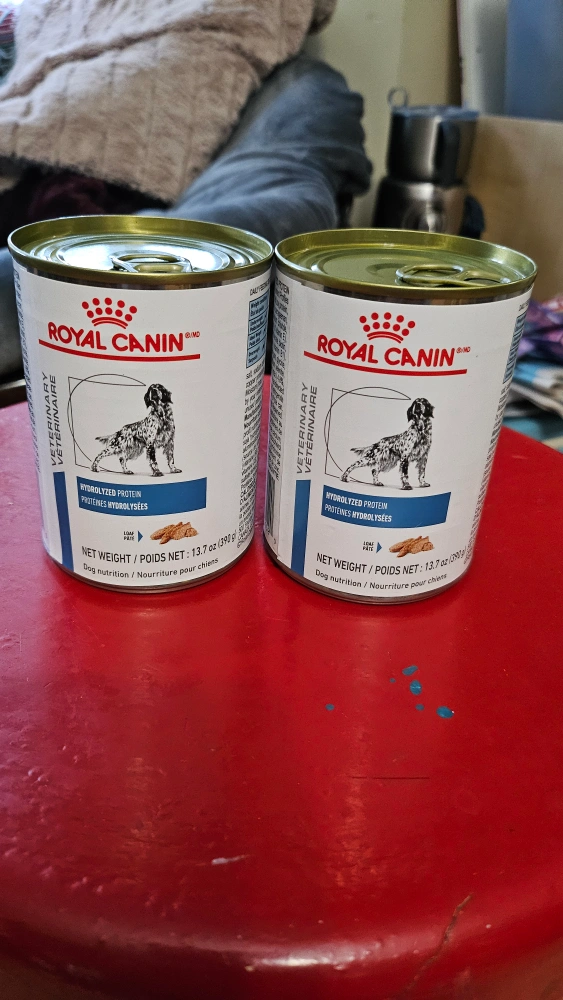 ROYAL CANIN®/MD
VETERINARY
VÉTÉRINAIRE
HYDROLYZED PROTEIN
PROTÉINES HYDROLYSÉES
LOAF
PÂTÉ
NET WEIGHT / POIDS NET : 13.7 oz (390 g)
Dog nutrition / Nourriture pour chiens
ROYAL CANIN®/MD
VETERINARY
VÉTÉRINAIRE
HYDROLYZED PROTEIN
PROTÉINES HYDROLYSÉES
LOAF
PÂTÉ
NET WEIGHT / POIDS NET : 13.7 oz (390 g)
Dog nutrition / Nourriture pour chiens